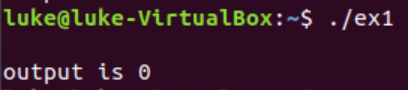 luke@luke-VirtualBox:~$ ./ex1
output is 0